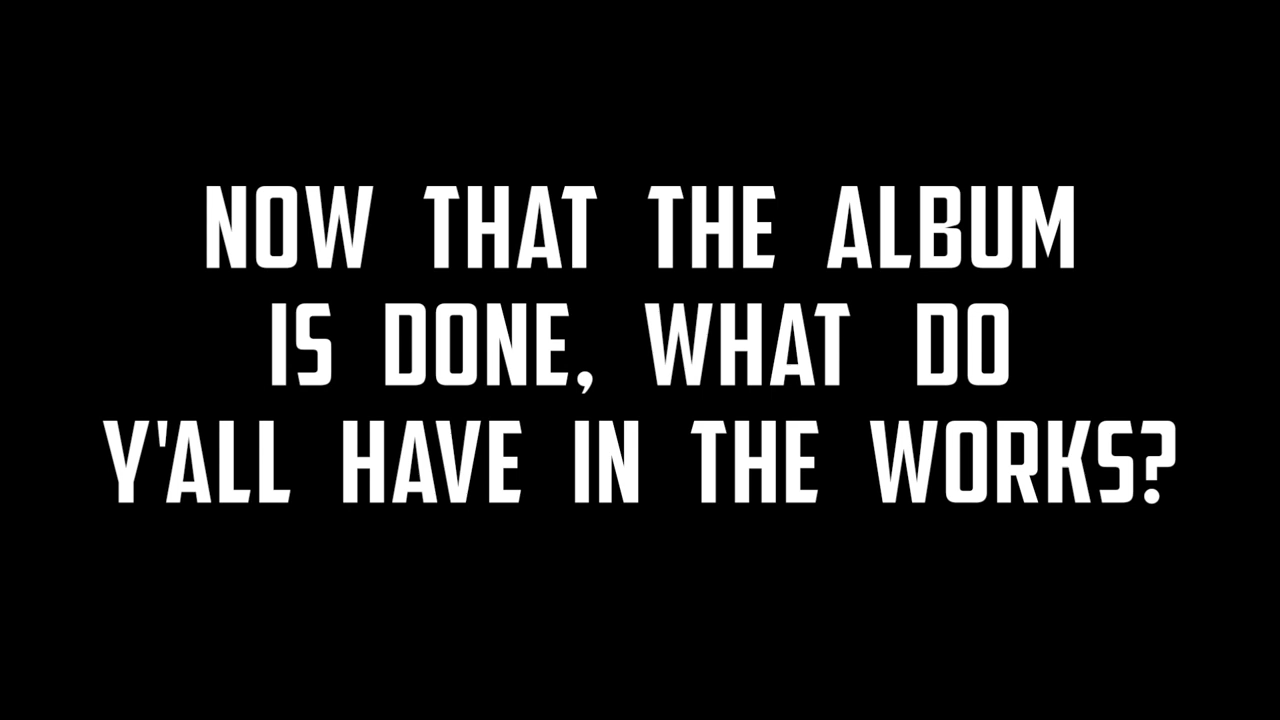 NOW THAT THE ALBUM
IS DONE, WHAT DO
Y'ALL HAVE IN THE WORKS?